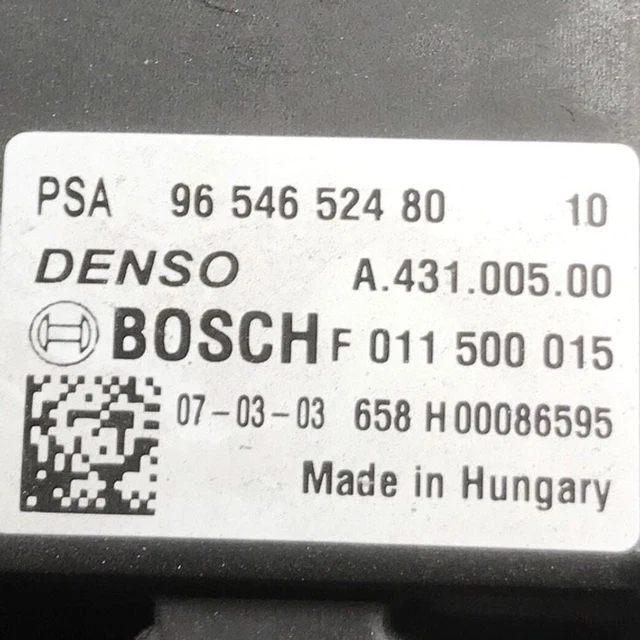 PSA 96 546 524 80 10
DENSO A.431.005.00
BOSCH F 011 500 015
07-03-03 658 H00086595
Made in Hungary